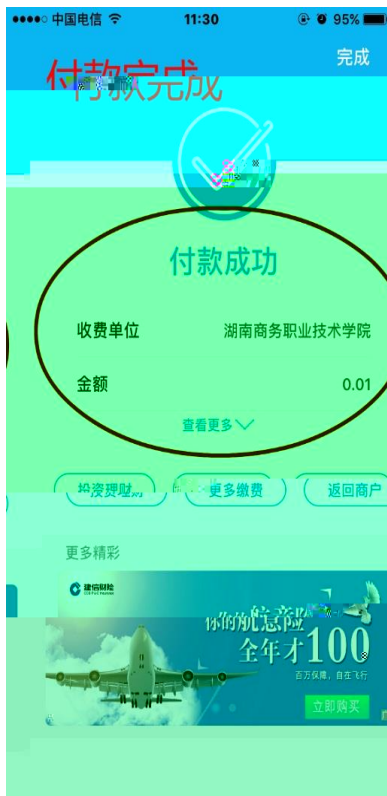 中国电信 11:30 95%
完成
付款完成
付款成功
收费单位 湖南商务职业技术学院
金额 0.01
查看更多
投资理财 更多缴费 返回商户
更多精彩
建信财险
你的航意险
全年才100
百万保障,自在飞行
立即购买